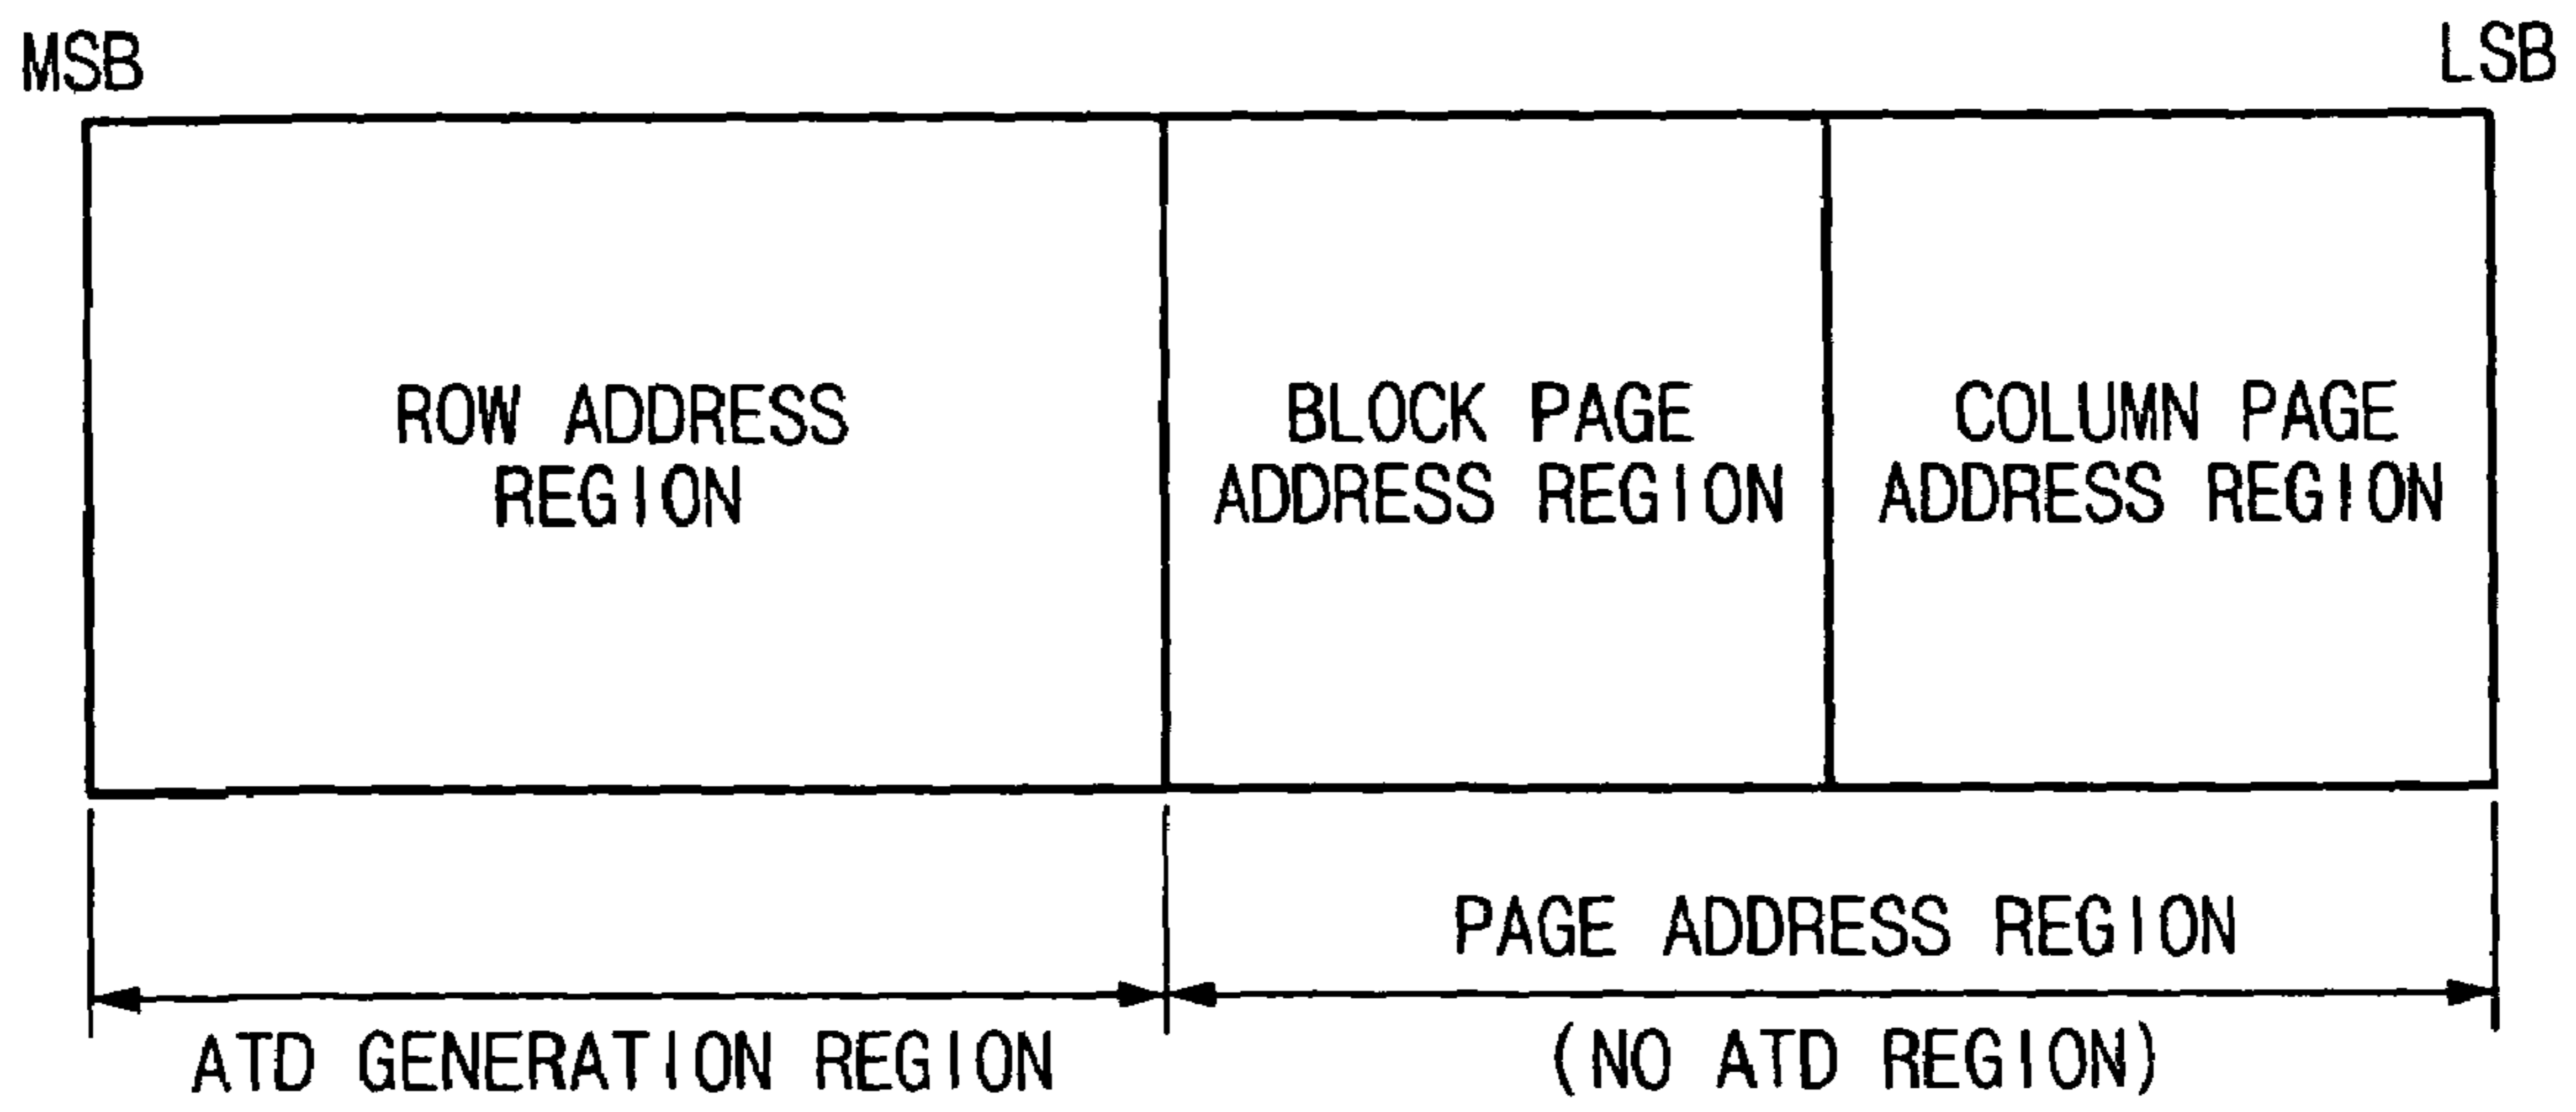 MSB
LSB
ROW ADDRESS
REGION
BLOCK PAGE
ADDRESS REGION
COLUMN PAGE
ADDRESS REGION
PAGE ADDRESS REGION
ATD GENERATION REGION
(NO ATD REGION)